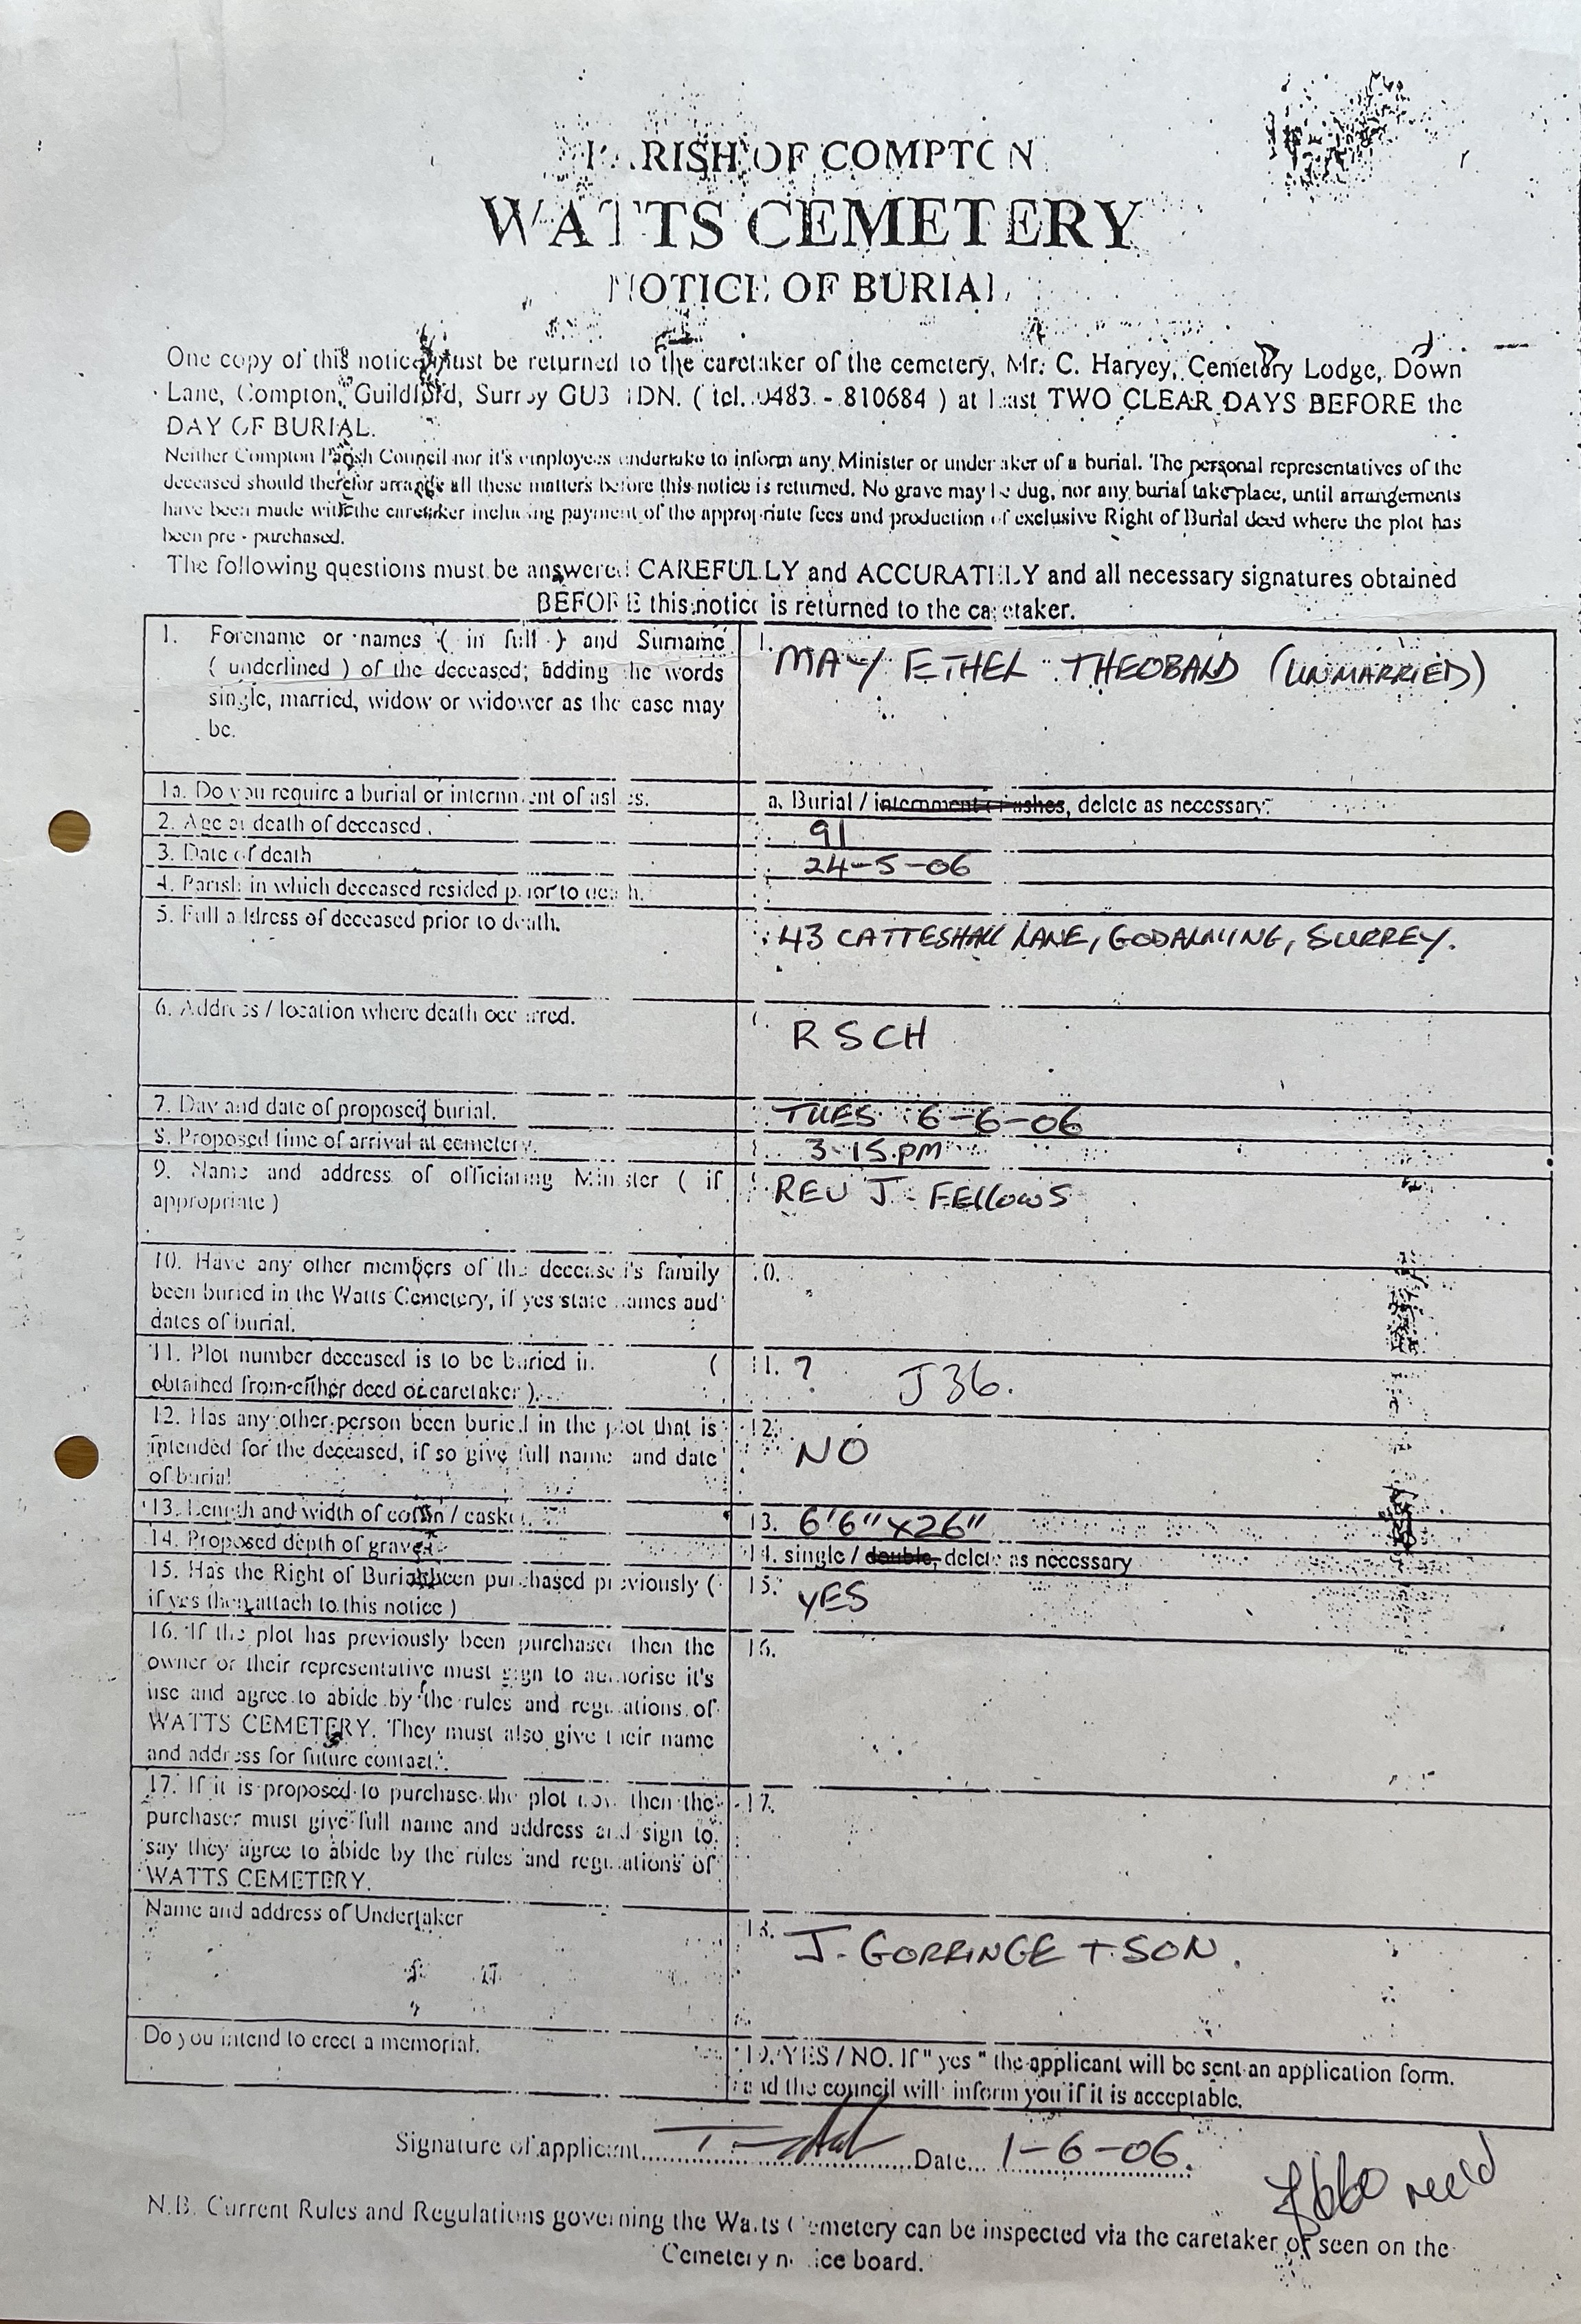 PARISH OF COMPTON
WATTS CEMETERY
NOTICE OF BURIAL
One copy of this notice must be returned to the caretaker of the cemetery, Mr. C. Harvey, Cemetery Lodge, Down
Lane, Compton, Guildford, Surrey GU3 1DN. ( tel. 0483 - 810684 ) at least TWO CLEAR DAYS BEFORE the
DAY OF BURIAL.
Neither Compton Parish Council nor it's employees undertake to inform any Minister or undertaker of a burial. The personal representatives of the
deceased should therefor arrange all these matters before this notice is returned. No grave may be dug, nor any burial take place, until arrangements
have been made with the caretaker including payment of the appropriate fees and production of exclusive Right of Burial deed where the plot has
been pre - purchased.
The following questions must be answered CAREFULLY and ACCURATELY and all necessary signatures obtained
BEFORE this notice is returned to the caretaker.
1. Forename or names ( in full ) and Surname
( underlined ) of the deceased; adding the words
single, married, widow or widower as the case may
be.
1. MAY ETHEL THEOBALD (UNMARRIED)
1a. Do you require a burial or internment of ashes.
a. Burial / internment of ashes, delete as necessary.
2. Age at death of deceased.
91
3. Date of death
24-5-06
4. Parish in which deceased resided prior to death.
5. Full address of deceased prior to death.
43 CATTESHALL LANE, GODALMING, SURREY.
6. Address / location where death occurred.
RSCH
7. Day and date of proposed burial.
TUES 6-6-06
8. Proposed time of arrival at cemetery.
3.15.pm
9. Name and address of officiating Minister ( if
appropriate )
REV J. FELLOWS
10. Have any other members of the deceased's family
been buried in the Watts Cemetery, if yes state names and
dates of burial.
10.
11. Plot number deceased is to be buried in. (
obtained from either deed or caretaker ).
11. ? J36.
12. Has any other person been buried in the plot that is
intended for the deceased, if so give full name and date
of burial
12. NO
13. Length and width of coffin / casket.
13. 6'6" x 26"
14. Proposed depth of grave.
14. single / double, delete as necessary
15. Has the Right of Burial been purchased previously (
if yes then attach to this notice )
15. YES
16. If the plot has previously been purchased then the
owner or their representative must sign to authorise it's
use and agree to abide by the rules and regulations of
WATTS CEMETERY. They must also give their name
and address for future contact.
16.
17. If it is proposed to purchase the plot now then the
purchaser must give full name and address and sign to
say they agree to abide by the rules and regulations of
WATTS CEMETERY.
17.
Name and address of Undertaker
18. J. GORRINGE + SON.
Do you intend to erect a memorial.
19. YES / NO. If " yes " the applicant will be sent an application form.
and the council will inform you if it is acceptable.
Signature of applicant Date 1-6-06.
£660 rec'd
N.B. Current Rules and Regulations governing the Watts Cemetery can be inspected via the caretaker or seen on the
Cemetery notice board.